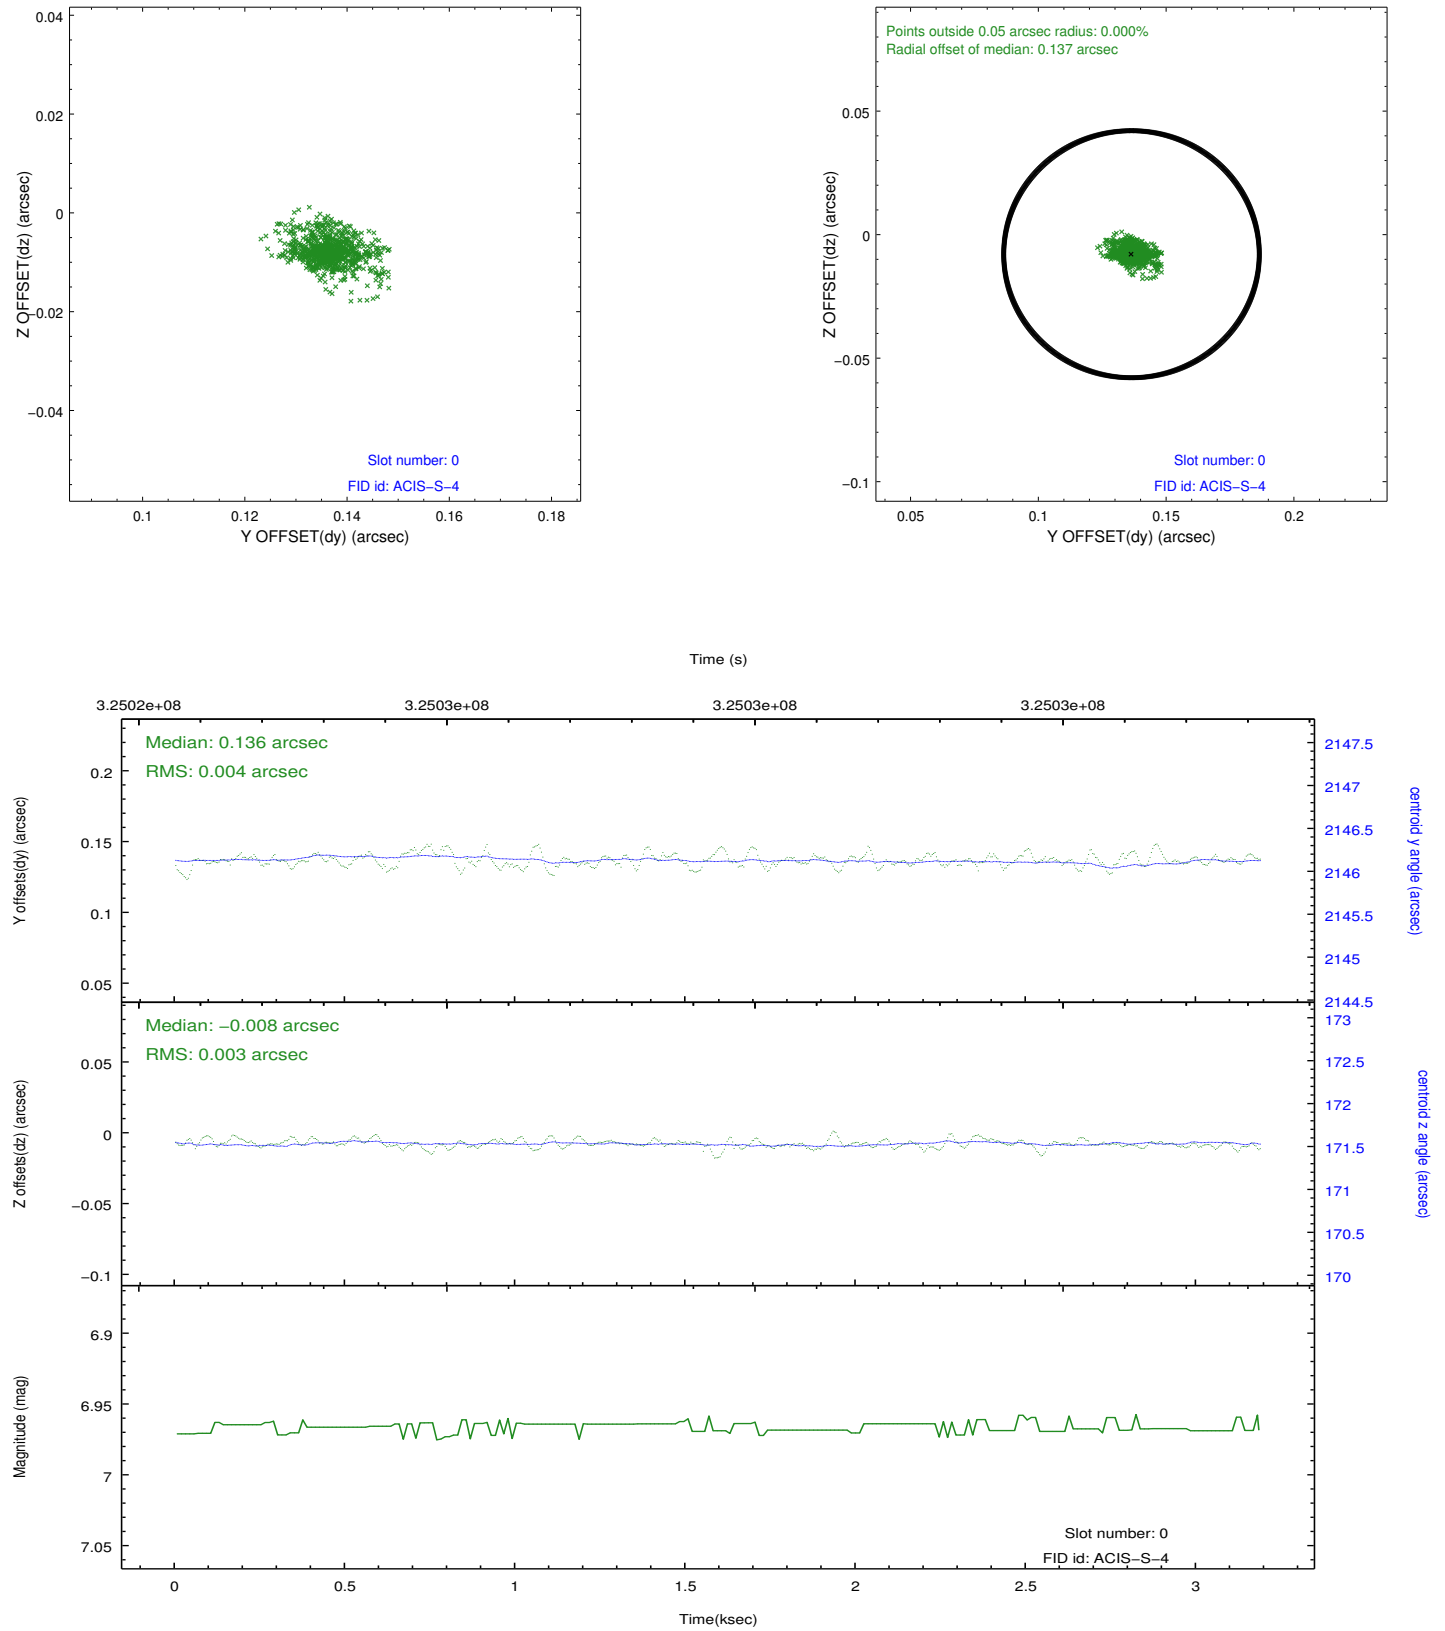 0.04
0.02
0
−0.02
−0.04
Z OFFSET(dz) (arcsec)
Slot number: 0
FID id: ACIS−S−4
0.1 0.12 0.14 0.16 0.18
Y OFFSET(dy) (arcsec)
Points outside 0.05 arcsec radius: 0.000%
Radial offset of median: 0.137 arcsec
0.05
0
−0.05
−0.1
Z OFFSET(dz) (arcsec)
Slot number: 0
FID id: ACIS−S−4
0.05 0.1 0.15 0.2
Y OFFSET(dy) (arcsec)
Time (s)
3.2502e+08 3.2503e+08 3.2503e+08 3.2503e+08
Median: 0.136 arcsec
RMS: 0.004 arcsec
0.2
0.15
0.1
0.05
Y offsets(dy) (arcsec)
2147.5
2147
2146.5
2146
2145.5
2145
2144.5
centroid y angle (arcsec)
Median: −0.008 arcsec
RMS: 0.003 arcsec
0.05
0
−0.05
−0.1
Z offsets(dz) (arcsec)
173
172.5
172
171.5
171
170.5
170
centroid z angle (arcsec)
6.9
6.95
7
7.05
Magnitude (mag)
Slot number: 0
FID id: ACIS−S−4
0 0.5 1 1.5 2 2.5 3
Time(ksec)